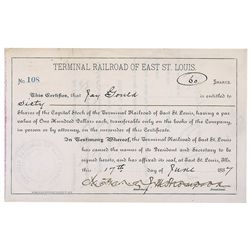 TERMINAL RAILROAD OF EAST ST. LOUIS.
No. 108
60
Shares.
This Certifies, that Jay Gould is entitled to
Sixty
Shares of the Capital Stock of the Terminal Railroad of East St. Louis, having a par
value of One Hundred Dollars each, transferable only on the books of the Company,
in person or by attorney, on the surrender of this Certificate.
In Testimony Whereof, the Terminal Railroad of East St. Louis
has caused the names of its President and Secretary to be
signed hereto, and has affixed its seal, at East St. Louis, Ills.
this 17th day of June 1887
Secretary President